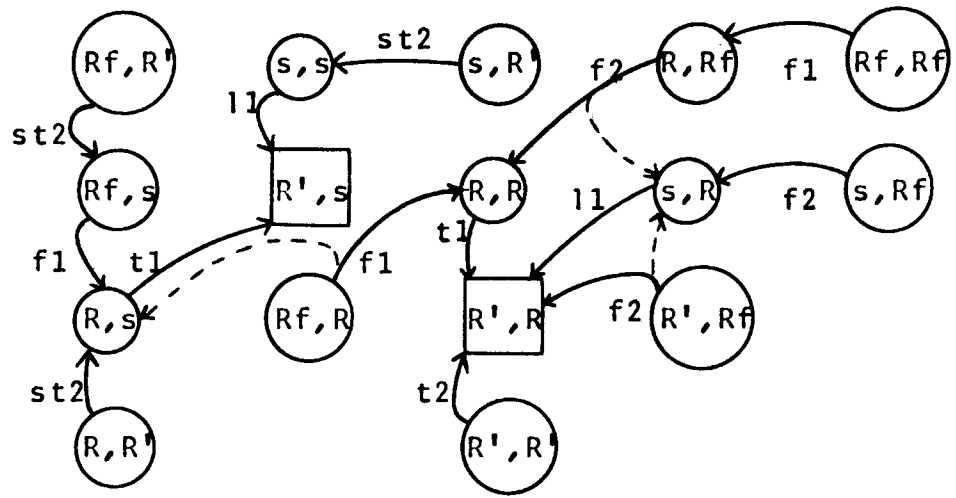 Rf,R'
s,s
st2
s,R'
f2
R,Rf
f1
Rf,Rf
l1
st2
Rf,s
R',s
R,R
l1
s,R
f2
s,Rf
f1
t1
t1
f1
R,s
Rf,R
R',R
f2
R',Rf
st2
t2
R,R'
R',R'